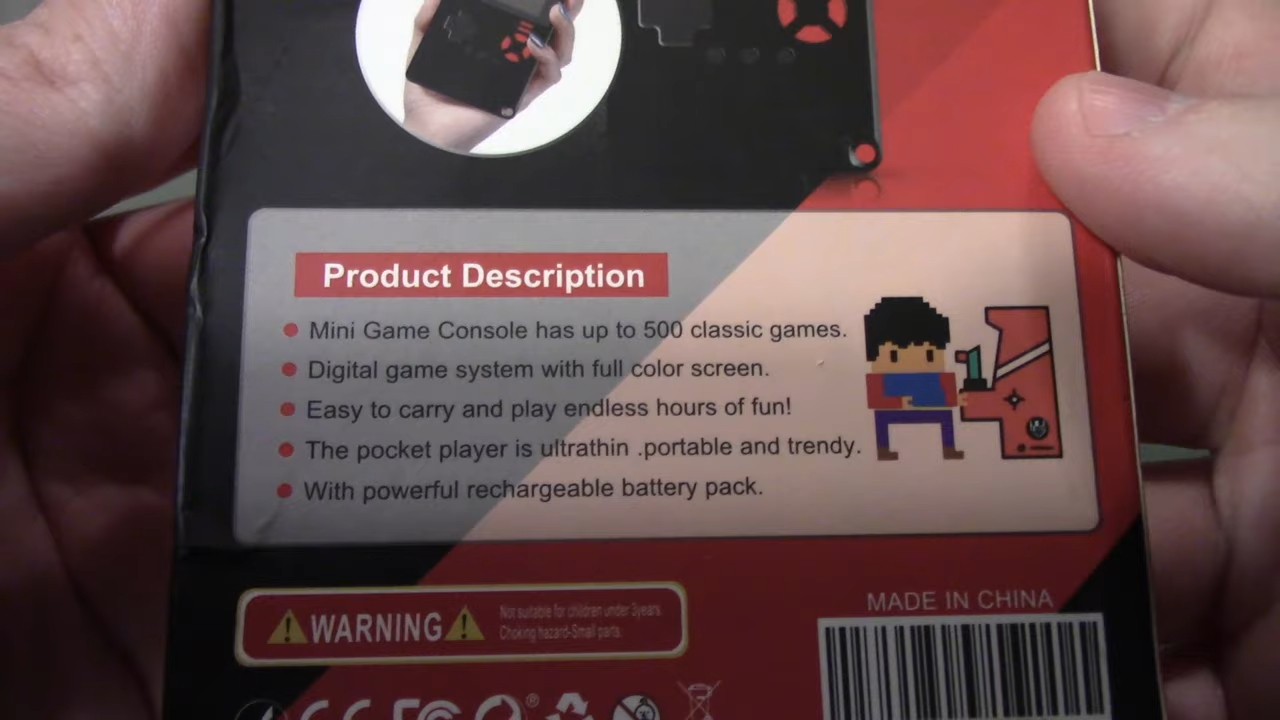 Product Description
Mini Game Console has up to 500 classic games.
Digital game system with full color screen.
Easy to carry and play endless hours of fun!
The pocket player is ultrathin .portable and trendy.
With powerful rechargeable battery pack.
WARNING
Not suitable for children under 3years.
Choking hazard-Small parts.
MADE IN CHINA